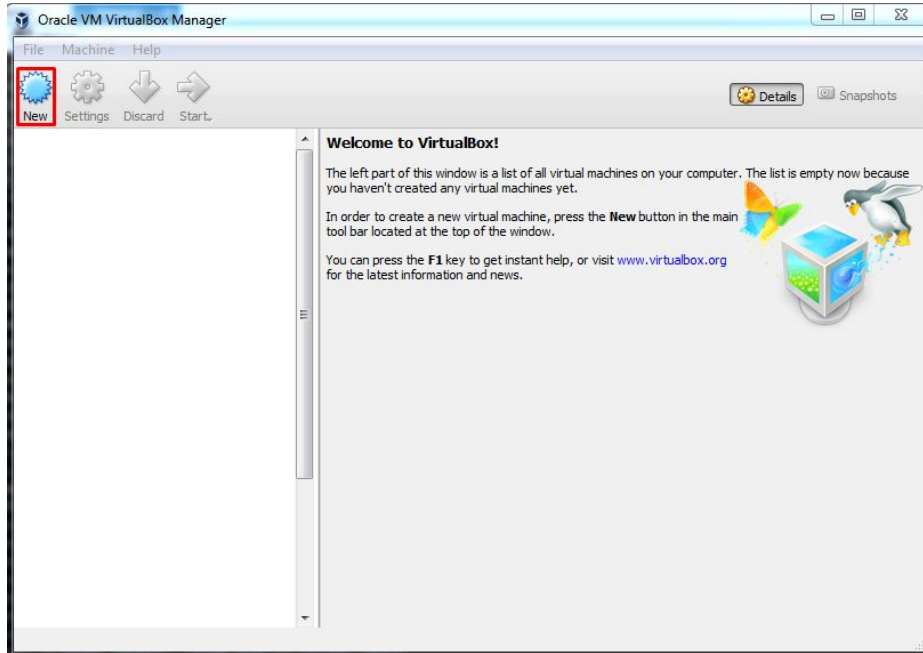 Oracle VM VirtualBox Manager
File Machine Help
New Settings Discard Start
Details Snapshots
Welcome to VirtualBox!
The left part of this window is a list of all virtual machines on your computer. The list is empty now because
you haven't created any virtual machines yet.
In order to create a new virtual machine, press the New button in the main
tool bar located at the top of the window.
You can press the F1 key to get instant help, or visit www.virtualbox.org
for the latest information and news.